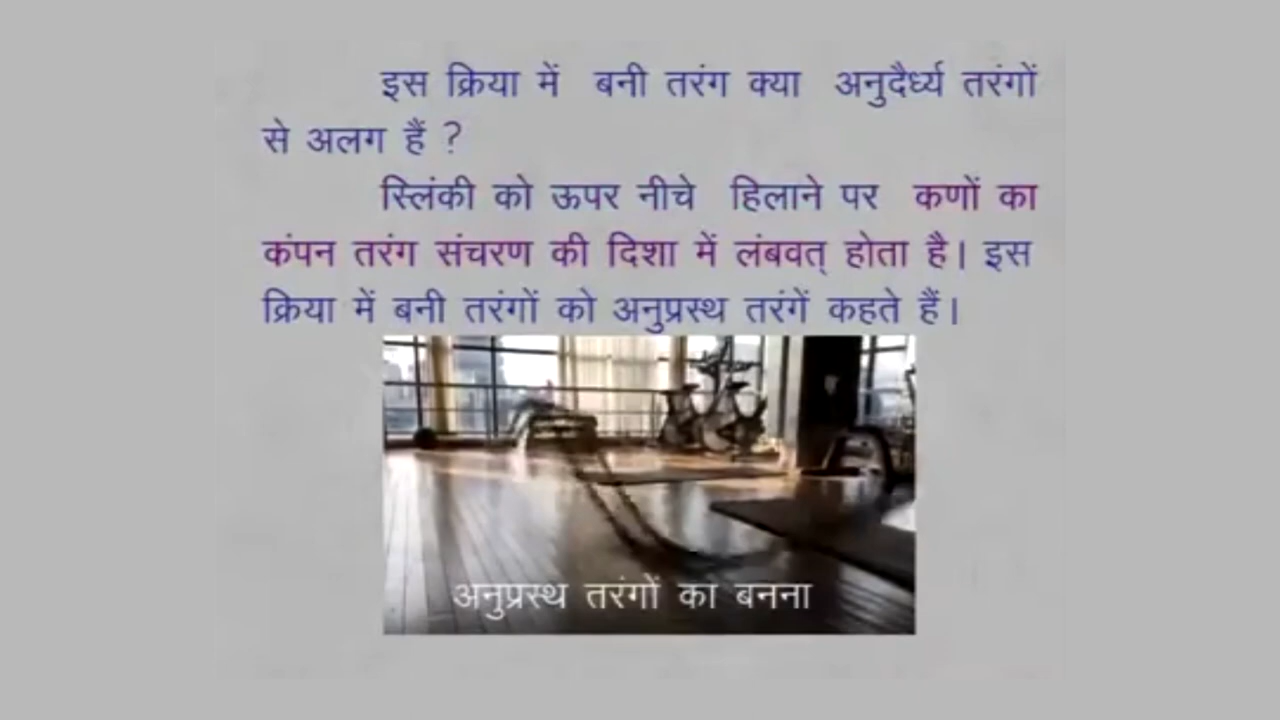 इस क्रिया में बनी तरंग क्या अनुदैर्ध्य तरंगों
से अलग हैं ?
स्लिंकी को ऊपर नीचे हिलाने पर कणों का
कंपन तरंग संचरण की दिशा में लंबवत् होता है। इस
क्रिया में बनी तरंगों को अनुप्रस्थ तरंगें कहते हैं।
अनुप्रस्थ तरंगों का बनना